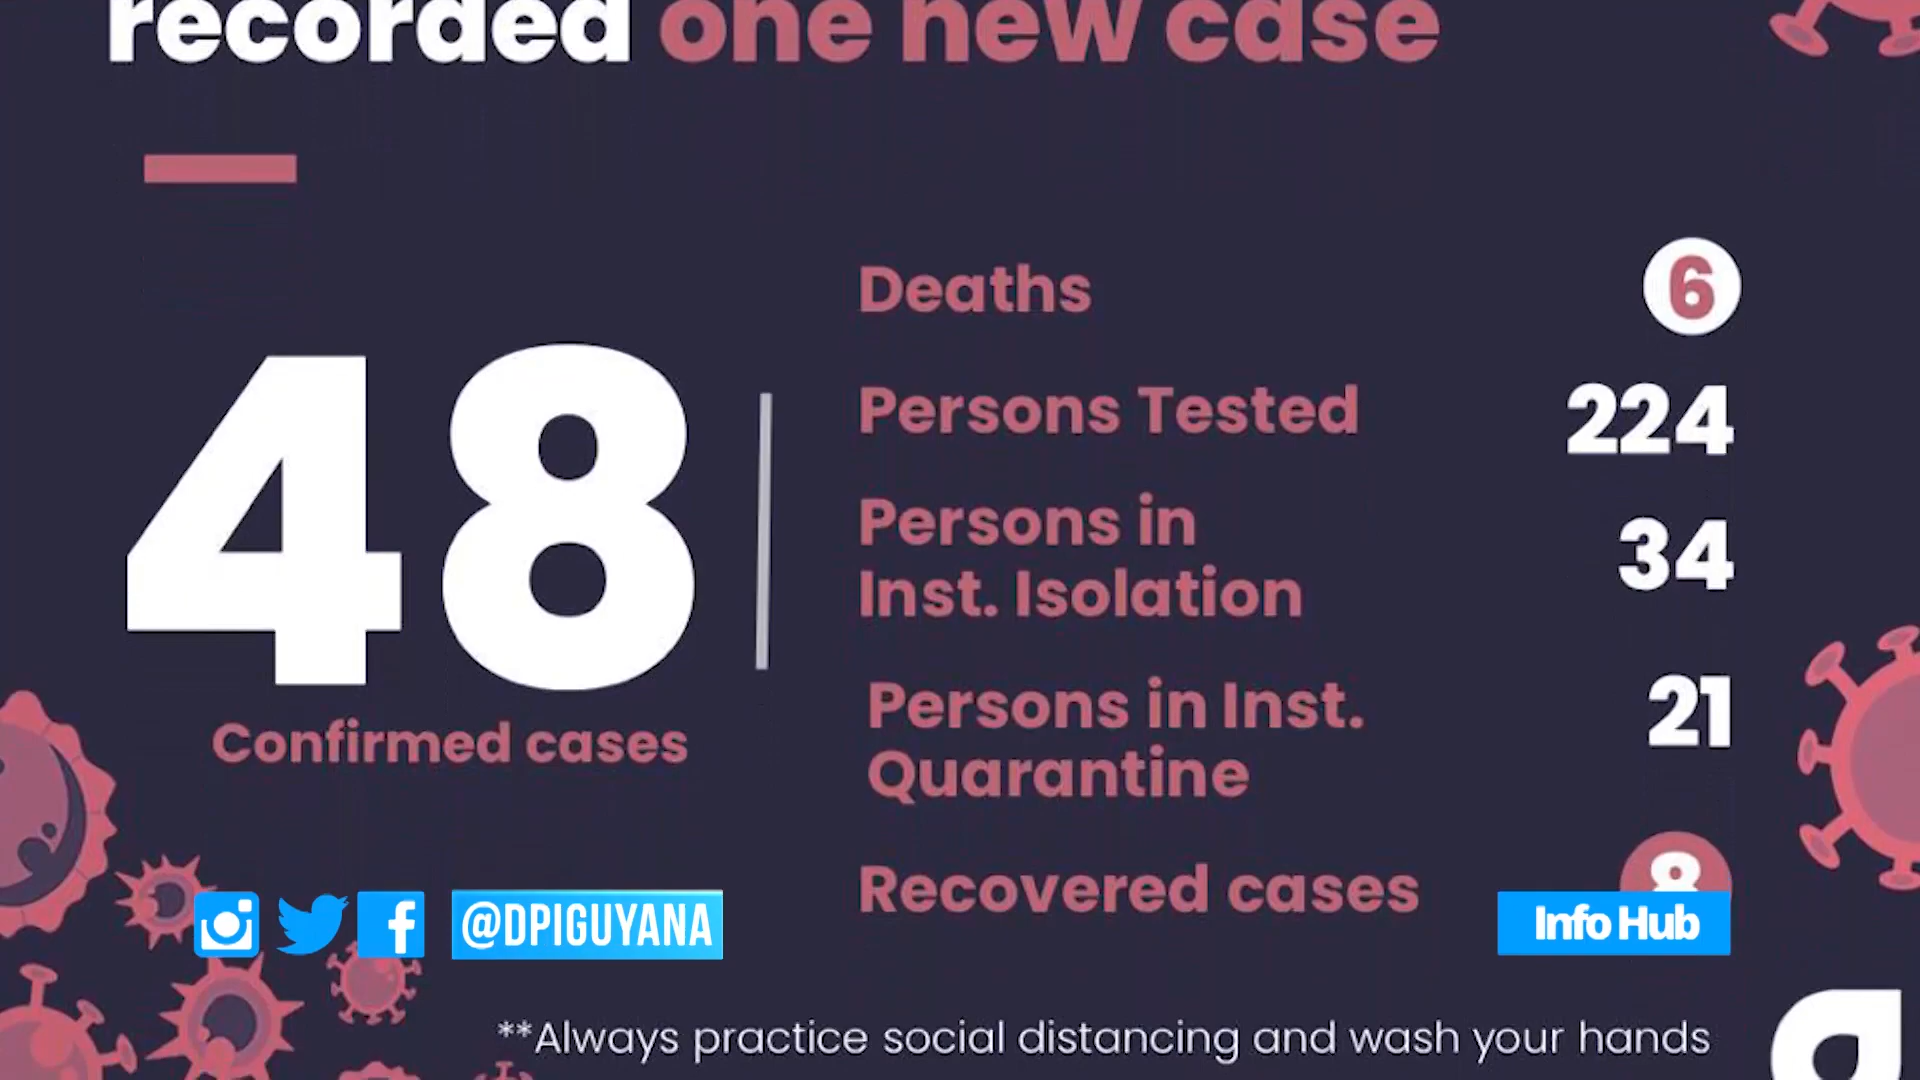 recorded one new case
Deaths
6
Persons Tested
224
Persons in
Inst. Isolation
34
48
Confirmed cases
Persons in Inst.
Quarantine
21
Recovered cases
8
@DPIGUYANA
Info Hub
**Always practice social distancing and wash your hands